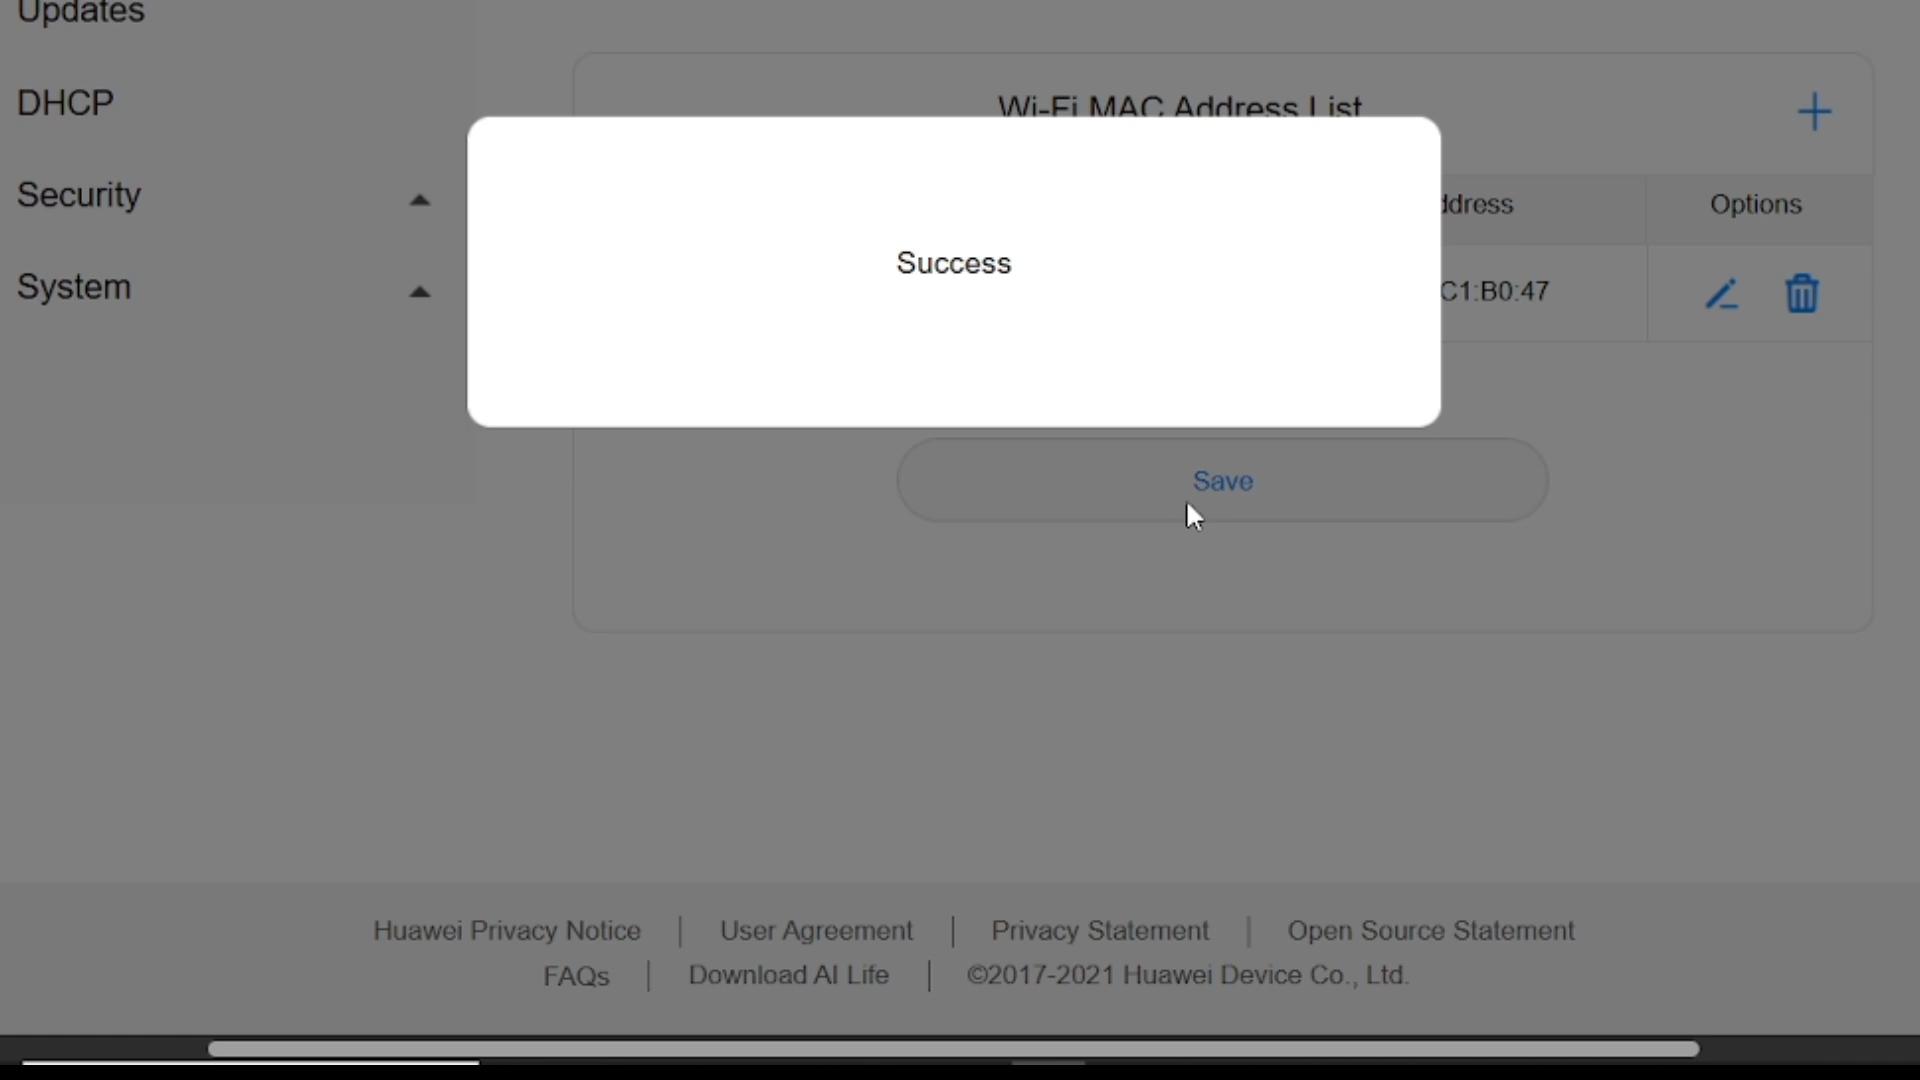 Updates
DHCP
Security
System
Wi-Fi MAC Address List
ddress
Options
C1:B0:47
Success
Save
Huawei Privacy Notice | User Agreement | Privacy Statement | Open Source Statement
FAQs | Download AI Life | ©2017-2021 Huawei Device Co., Ltd.